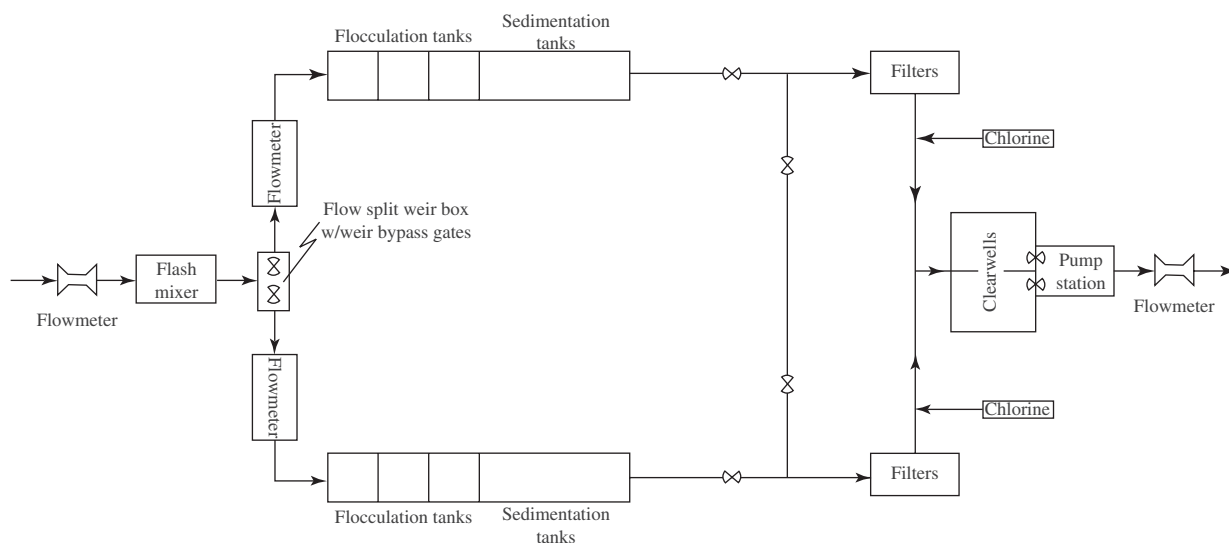 Sedimentation
tanks
Flocculation tanks
Filters
Chlorine
Flowmeter
Flow split weir box
w/weir bypass gates
Flash
mixer
Flowmeter
Clearwells
Pump
station
Flowmeter
Flowmeter
Chlorine
Filters
Flocculation tanks
Sedimentation
tanks